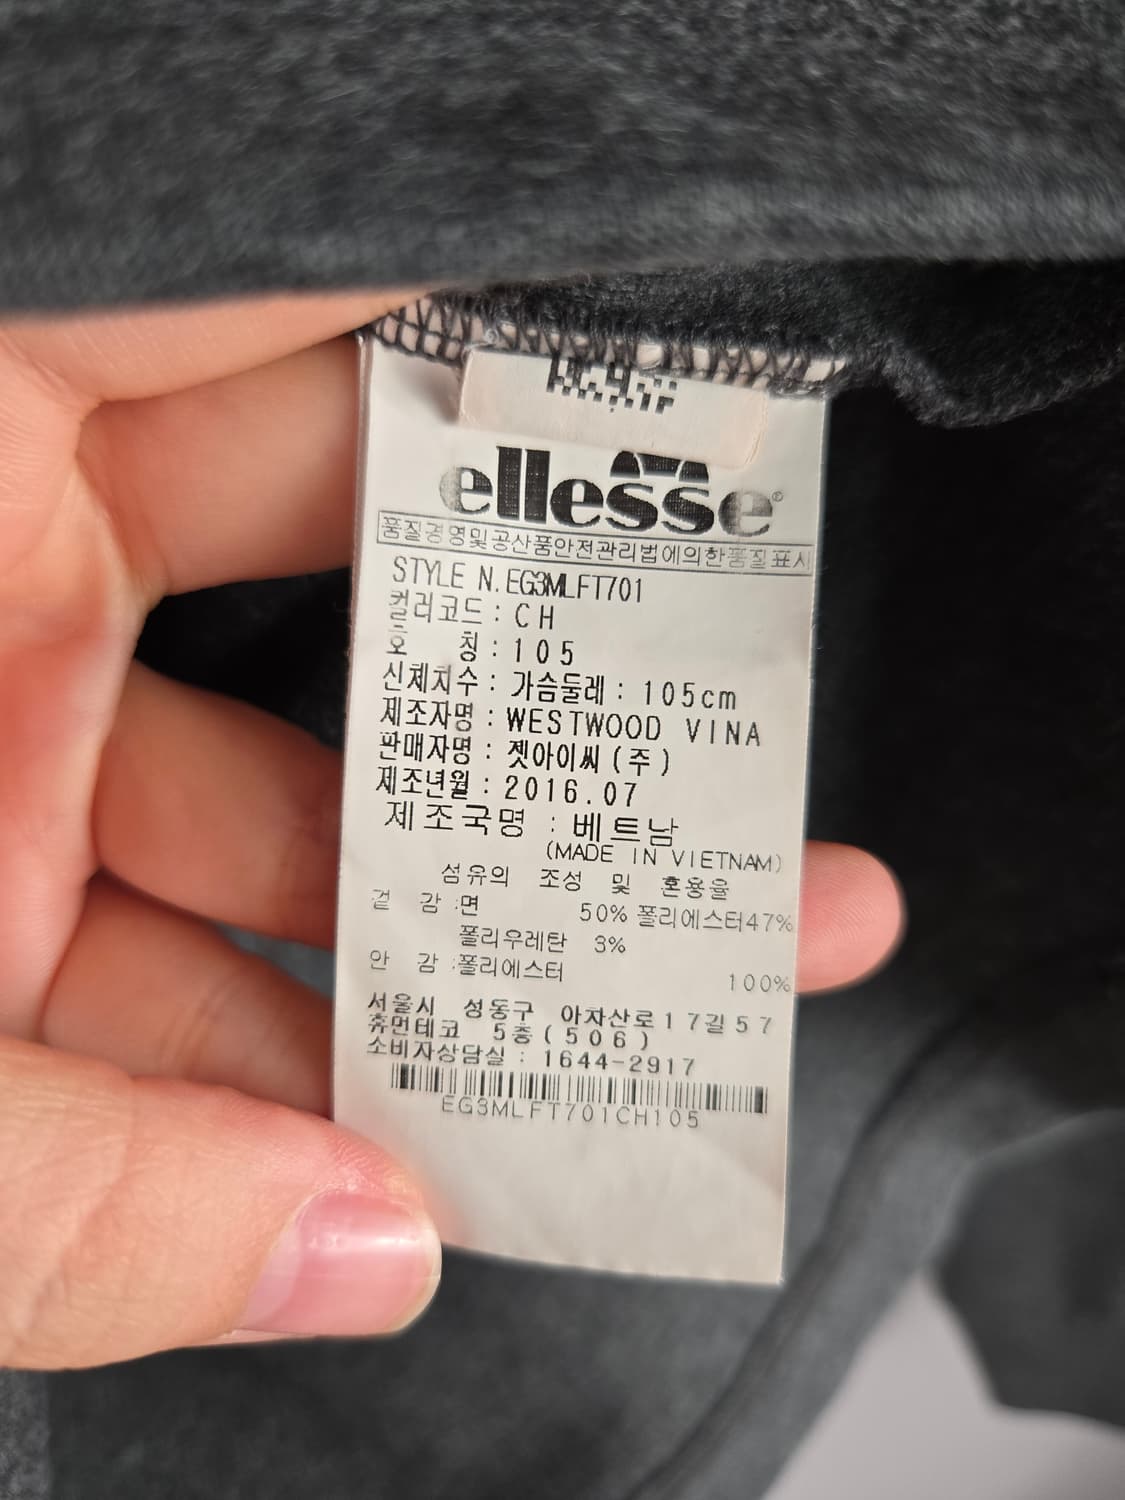 ellesse®
품질경영및공산품안전관리법에의한품질표시
STYLE N.EG3MLFT701
컬러코드 : CH
호 칭 : 105
신체치수 : 가슴둘레 : 105cm
제조자명 : WESTWOOD VINA
판매자명 : 젯아이씨(주)
제조년월 : 2016.07
제조국명 : 베트남
(MADE IN VIETNAM)
섬유의 조성 및 혼용율
겉 감 :면 50% 폴리에스터47%
폴리우레탄 3%
안 감 :폴리에스터 100%
서울시 성동구 아차산로17길57
휴먼테코 5층(506)
소비자상담실 : 1644-2917
EG3MLFT701CH105